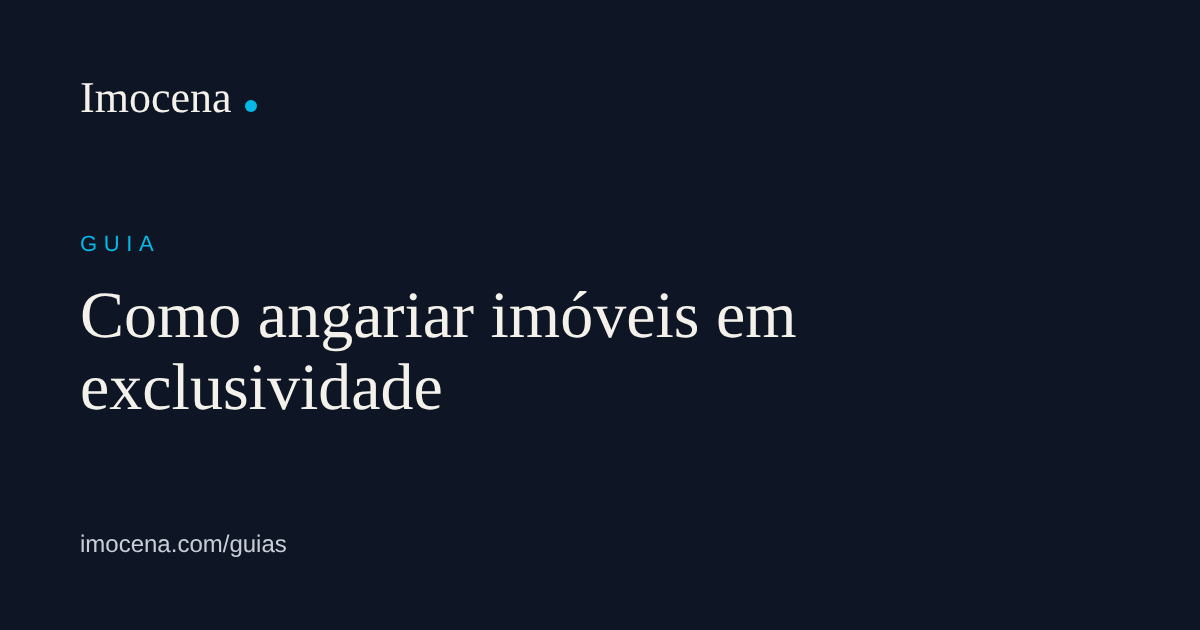 Imocena
GUIA
Como angariar imóveis em
exclusividade
imocena.com/guias